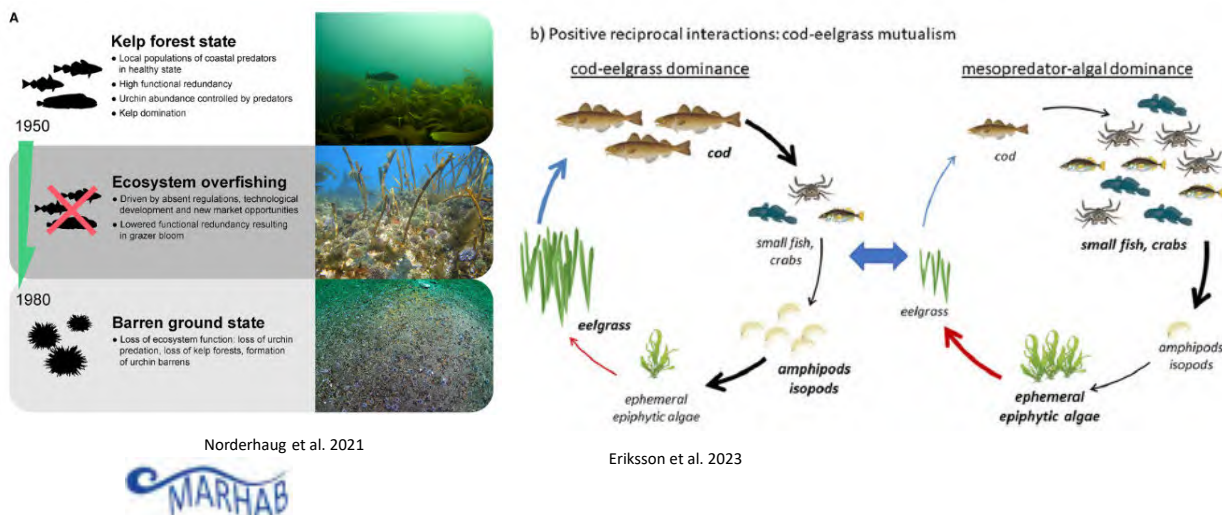 A
Kelp forest state
• Local populations of coastal predators
in healthy state
• High functional redundancy
• Urchin abundance controlled by predators
• Kelp domination
1950
Ecosystem overfishing
• Driven by absent regulations, technological
development and new market opportunities
• Lowered functional redundancy resulting
in grazer bloom
1980
Barren ground state
• Loss of ecosystem function: loss of urchin
predation, loss of kelp forests, formation
of urchin barrens
Norderhaug et al. 2021
MARHAB
b) Positive reciprocal interactions: cod-eelgrass mutualism
cod-eelgrass dominance
cod
small fish,
crabs
amphipods
isopods
ephemeral
epiphytic algae
eelgrass
mesopredator-algal dominance
cod
small fish, crabs
amphipods
isopods
ephemeral
epiphytic algae
eelgrass
Eriksson et al. 2023